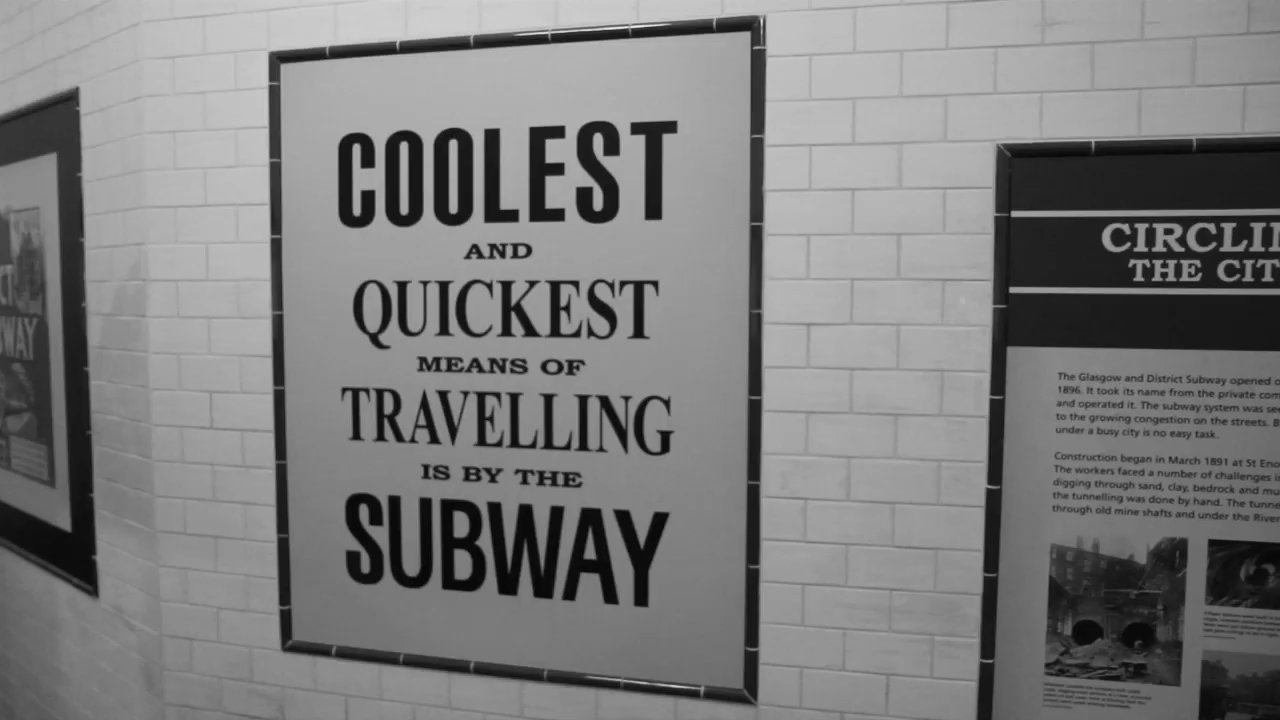 CT
WAY
COOLEST
AND
QUICKEST
MEANS OF
TRAVELLING
IS BY THE
SUBWAY
CIRCLIN
THE CIT
The Glasgow and District Subway opened o
1896. It took its name from the private com
and operated it. The subway system was se
to the growing congestion on the streets. B
under a busy city is no easy task.
Construction began in March 1891 at St Eno
The workers faced a number of challenges i
digging through sand, clay, bedrock and mu
the tunnelling was done by hand. The tunne
through old mine shafts and under the River